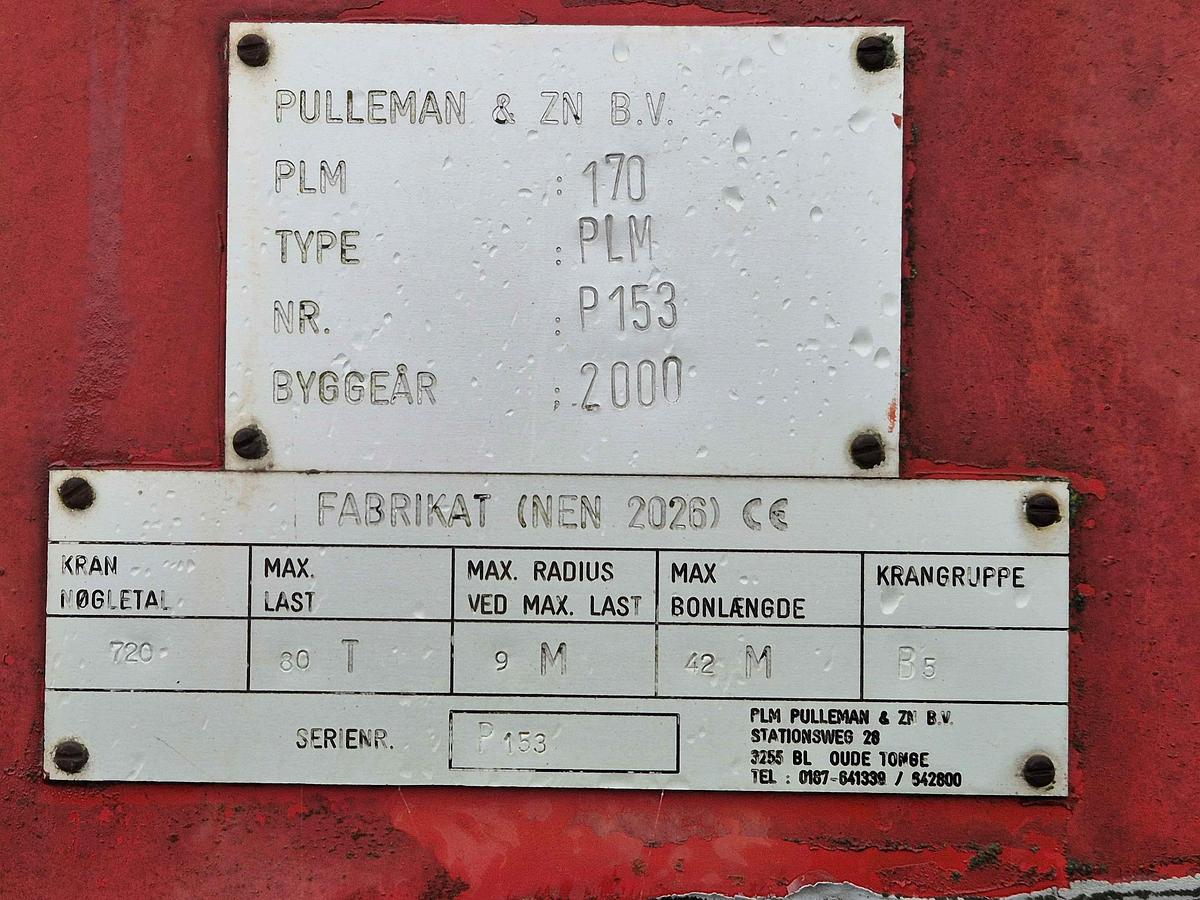 PULLEMAN & ZN B.V.
PLM : 170
TYPE : PLM
NR. : P153
BYGGEÅR : 2000
FABRIKAT (NEN 2026) CE
KRAN NØGLETAL
MAX. LAST
MAX. RADIUS VED MAX. LAST
MAX BONLÆNGDE
KRANGRUPPE
720
80 T
9 M
42 M
B5
SERIENR. P153
PLM PULLEMAN & ZN B.V.
STATIONSWEG 28
3255 BL OUDE TONGE
TEL : 0187-641339 / 642800